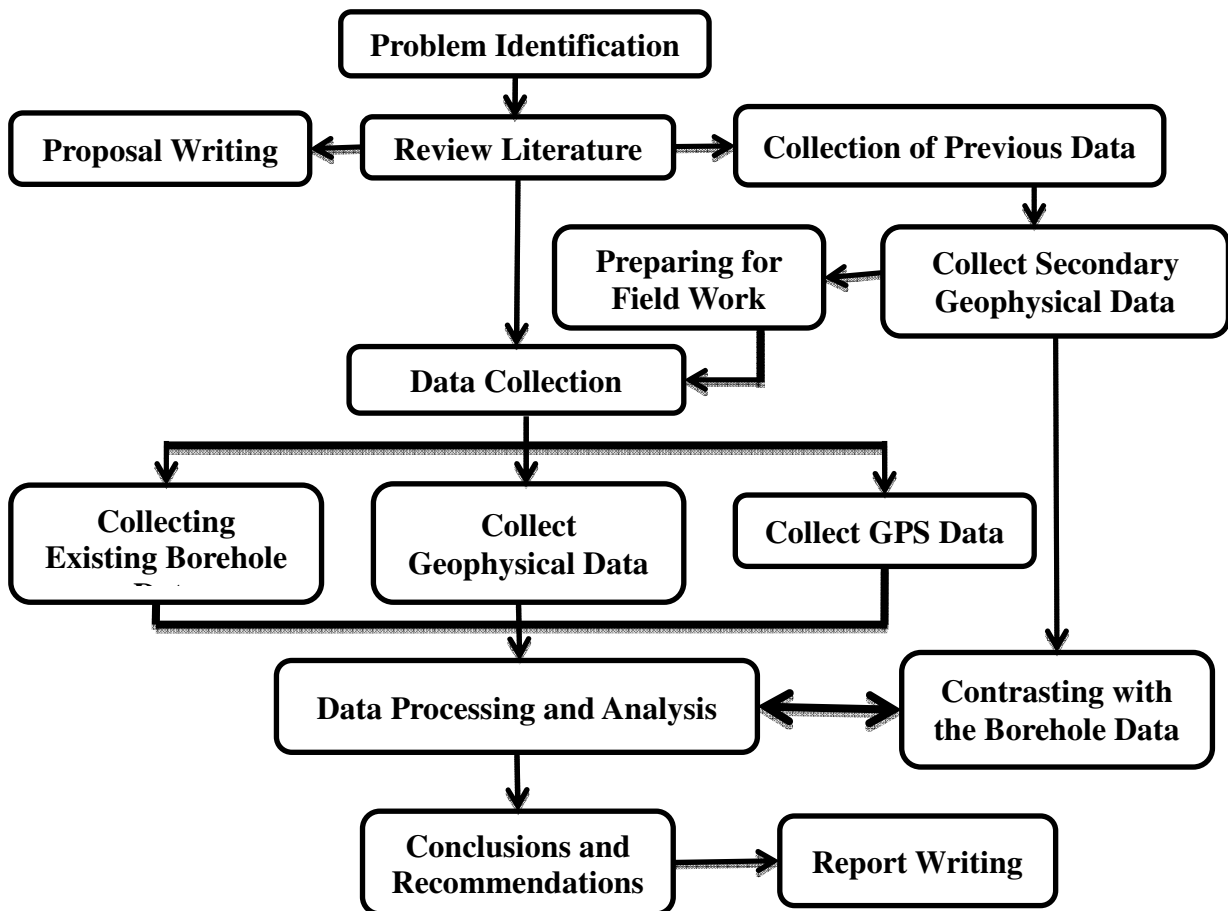 Problem Identification
Proposal Writing
Review Literature
Collection of Previous Data
Preparing for
Field Work
Collect Secondary
Geophysical Data
Data Collection
Collecting
Existing Borehole
Collect
Geophysical Data
Collect GPS Data
Data Processing and Analysis
Contrasting with
the Borehole Data
Conclusions and
Recommendations
Report Writing